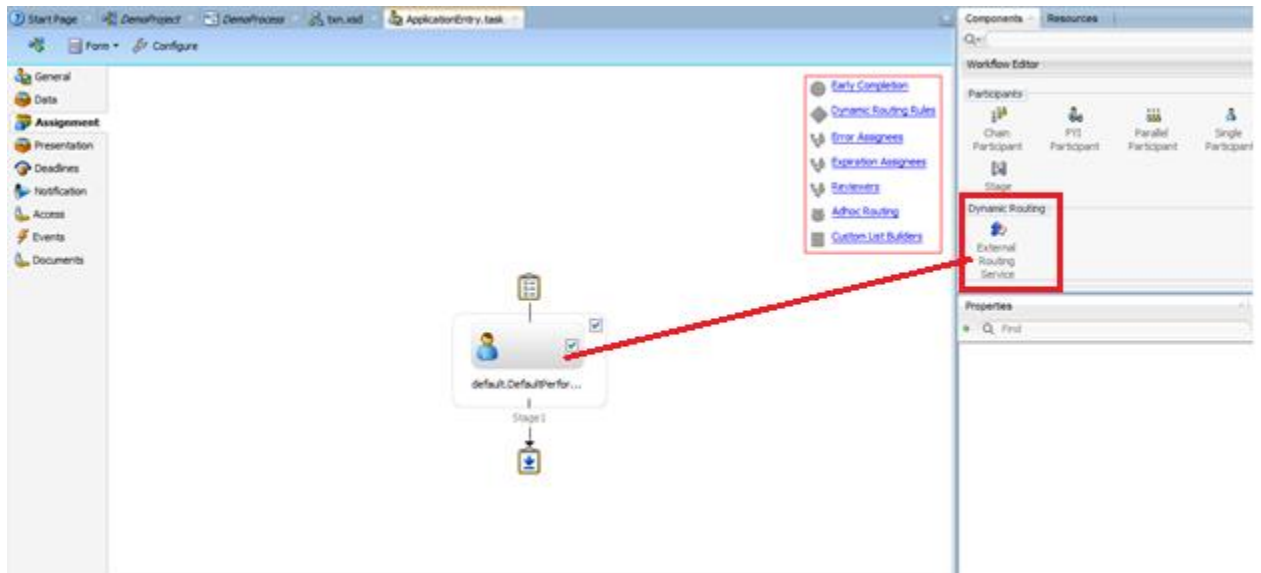 Start Page
DemoProject
DemoProcess
txn.xsd
ApplicationEntry.task
Form
Configure
General
Data
Assignment
Presentation
Deadlines
Notification
Access
Events
Documents
Early Completion
Dynamic Routing Rules
Error Assignees
Expiration Assignees
Reviewers
Adhoc Routing
Custom List Builders
default.DefaultPerfor...
Stage1
Components
Resources
Workflow Editor
Participants
Chain
Participant
FYI
Participant
Parallel
Participant
Single
Participant
Stage
Dynamic Routing
External
Routing
Service
Properties
Find